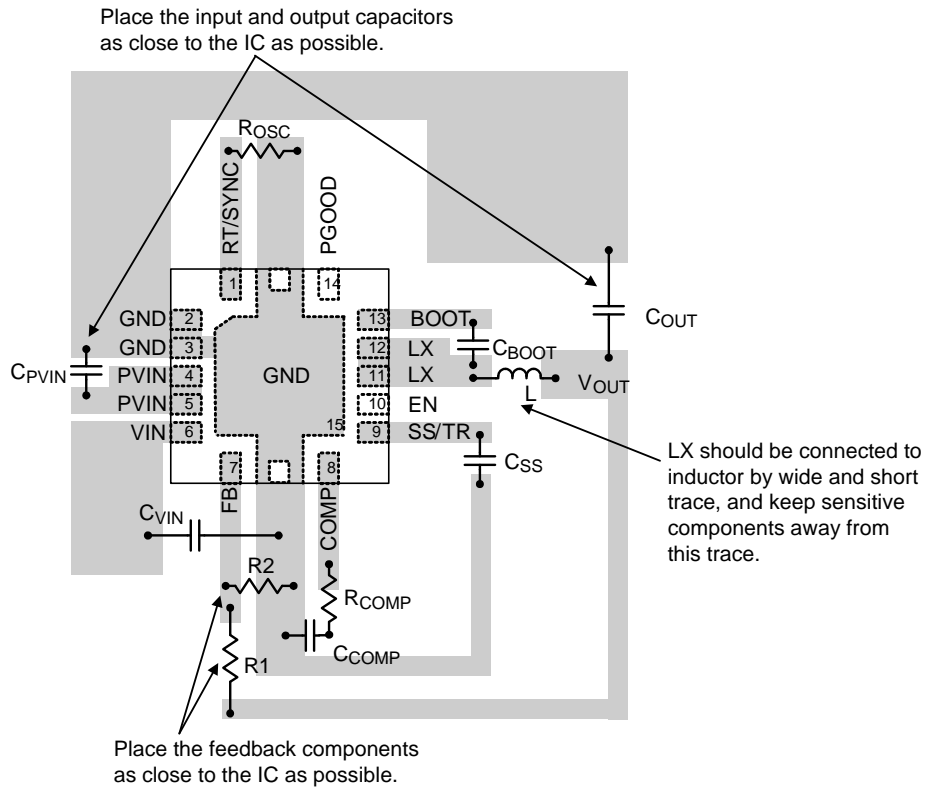 Place the input and output capacitors
as close to the IC as possible.
ROSC
RT/SYNC
PGOOD
1
14
GND 2
13 BOOT
GND 3
12 LX
CBOOT
COUT
CPVIN
PVIN 4
GND
11 LX
L
VOUT
PVIN 5
10 EN
VIN 6
15
9 SS/TR
CSS
7
8
FB
COMP
LX should be connected to
inductor by wide and short
trace, and keep sensitive
components away from
this trace.
CVIN
R2
RCOMP
CCOMP
R1
Place the feedback components
as close to the IC as possible.